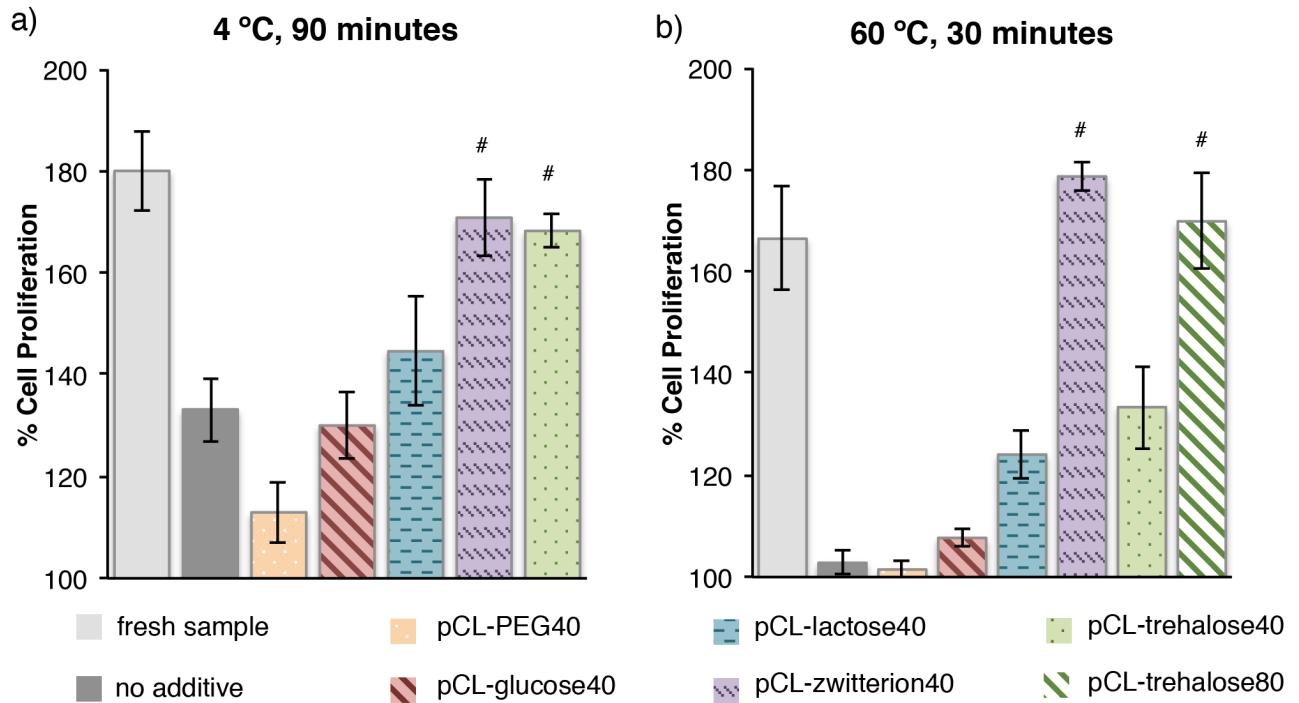 a)
4 ºC, 90 minutes
200
180
160
140
120
100
% Cell Proliferation
#
#
b)
60 ºC, 30 minutes
200
180
160
140
120
100
% Cell Proliferation
#
#
fresh sample
pCL-PEG40
pCL-lactose40
pCL-trehalose40
no additive
pCL-glucose40
pCL-zwitterion40
pCL-trehalose80